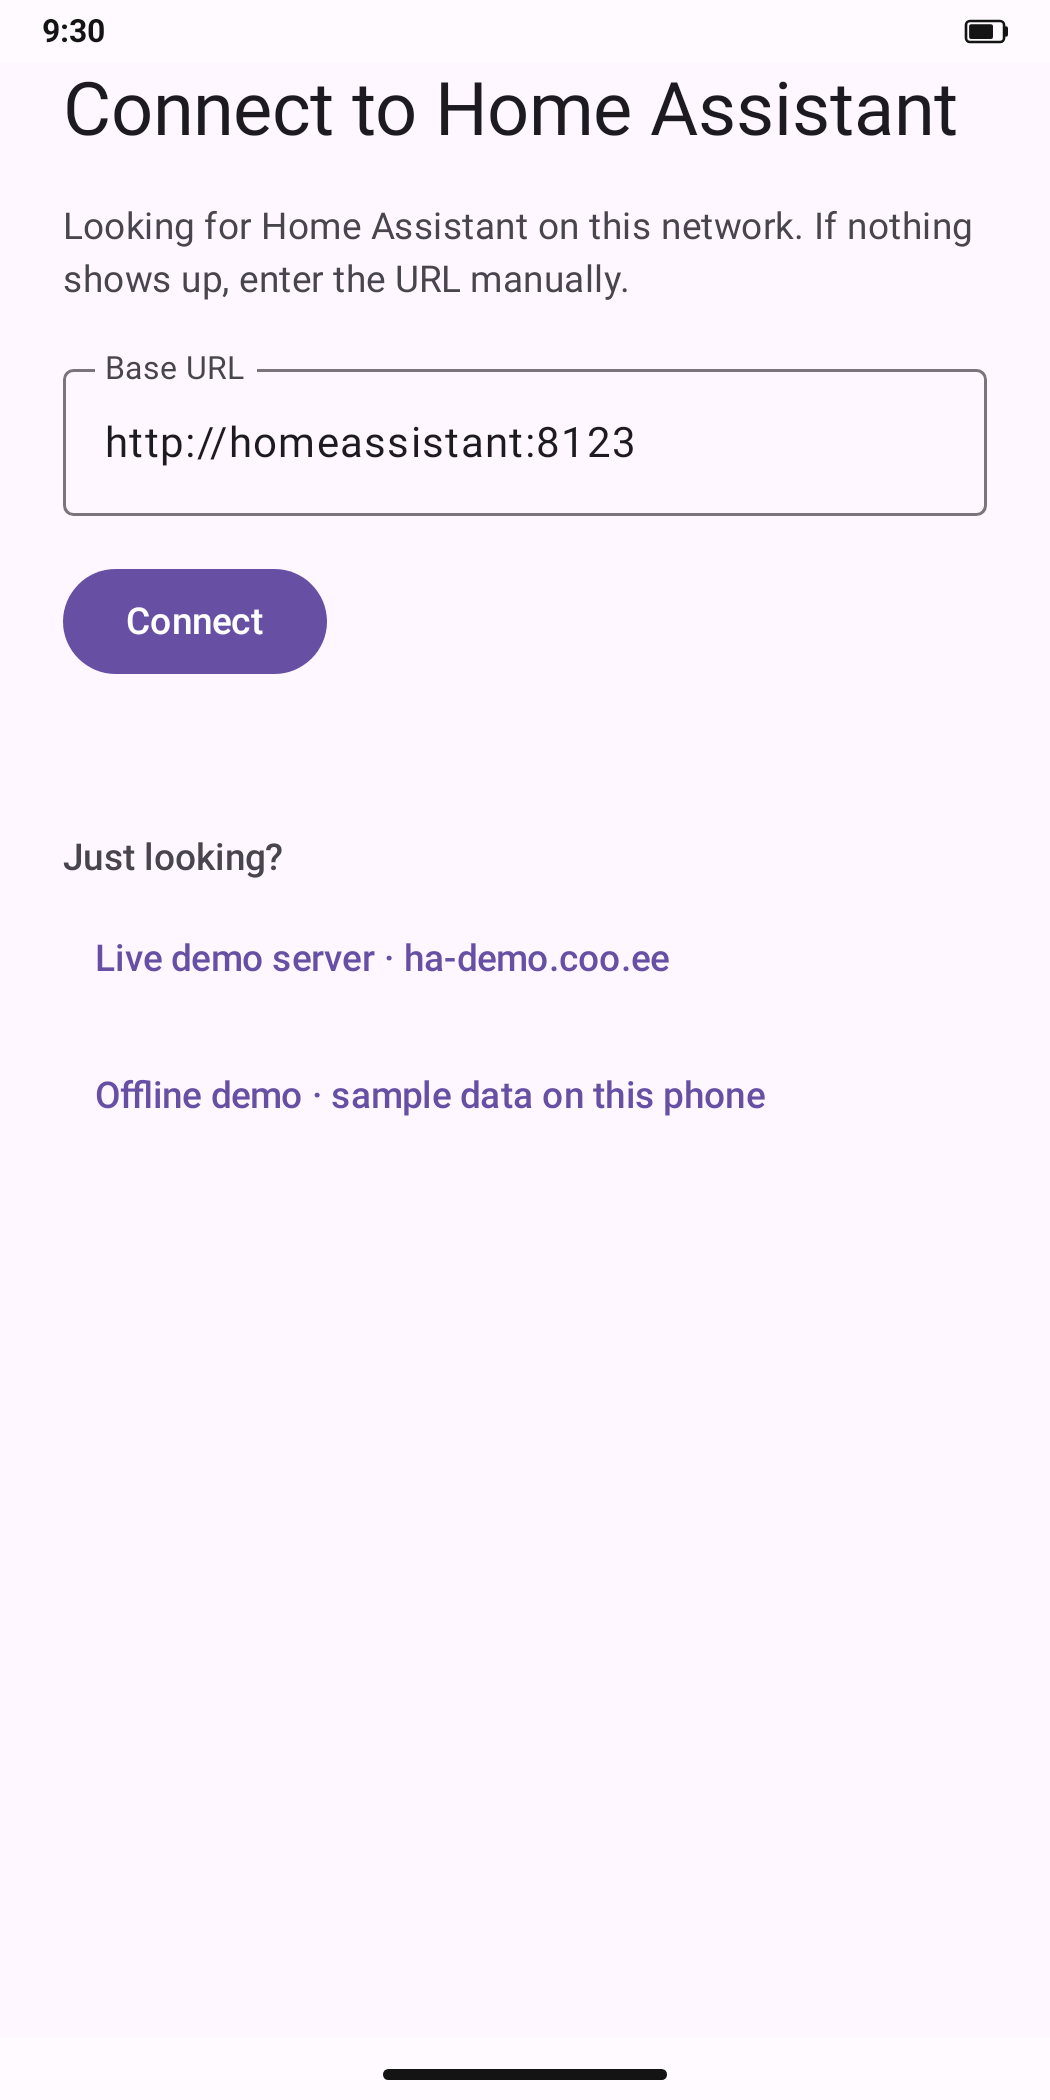 9:30
Connect to Home Assistant
Looking for Home Assistant on this network. If nothing
shows up, enter the URL manually.
Base URL
http://homeassistant:8123
Connect
Just looking?
Live demo server · ha-demo.coo.ee
Offline demo · sample data on this phone